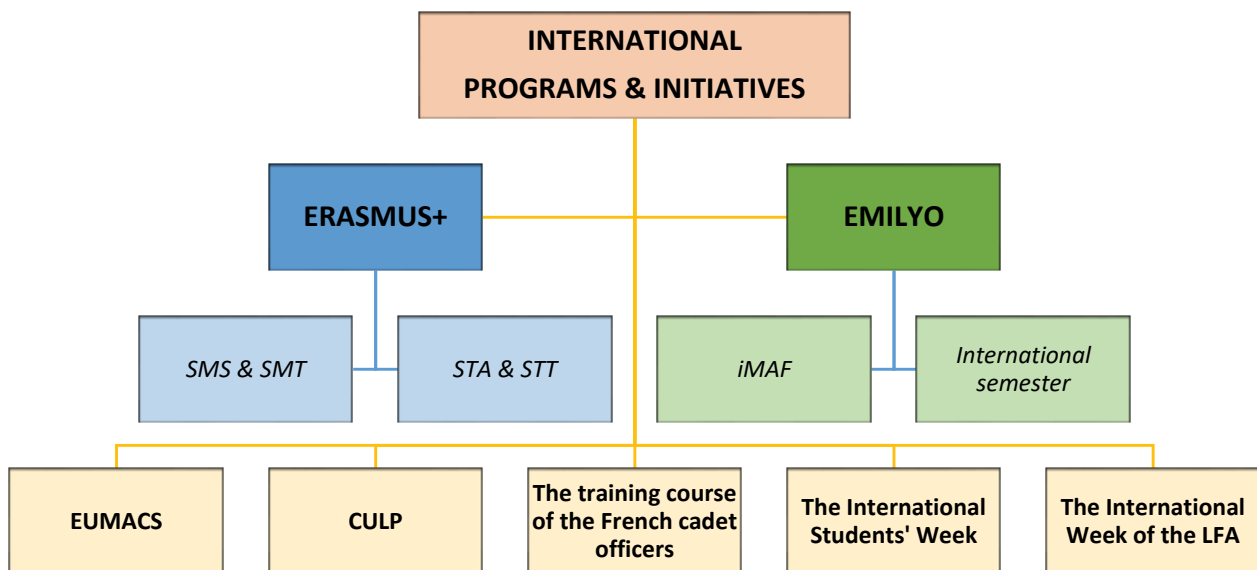 INTERNATIONAL
PROGRAMS & INITIATIVES
ERASMUS+
EMILYO
SMS & SMT
STA & STT
iMAF
International
semester
EUMACS
CULP
The training course
of the French cadet
officers
The International
Students' Week
The International
Week of the LFA